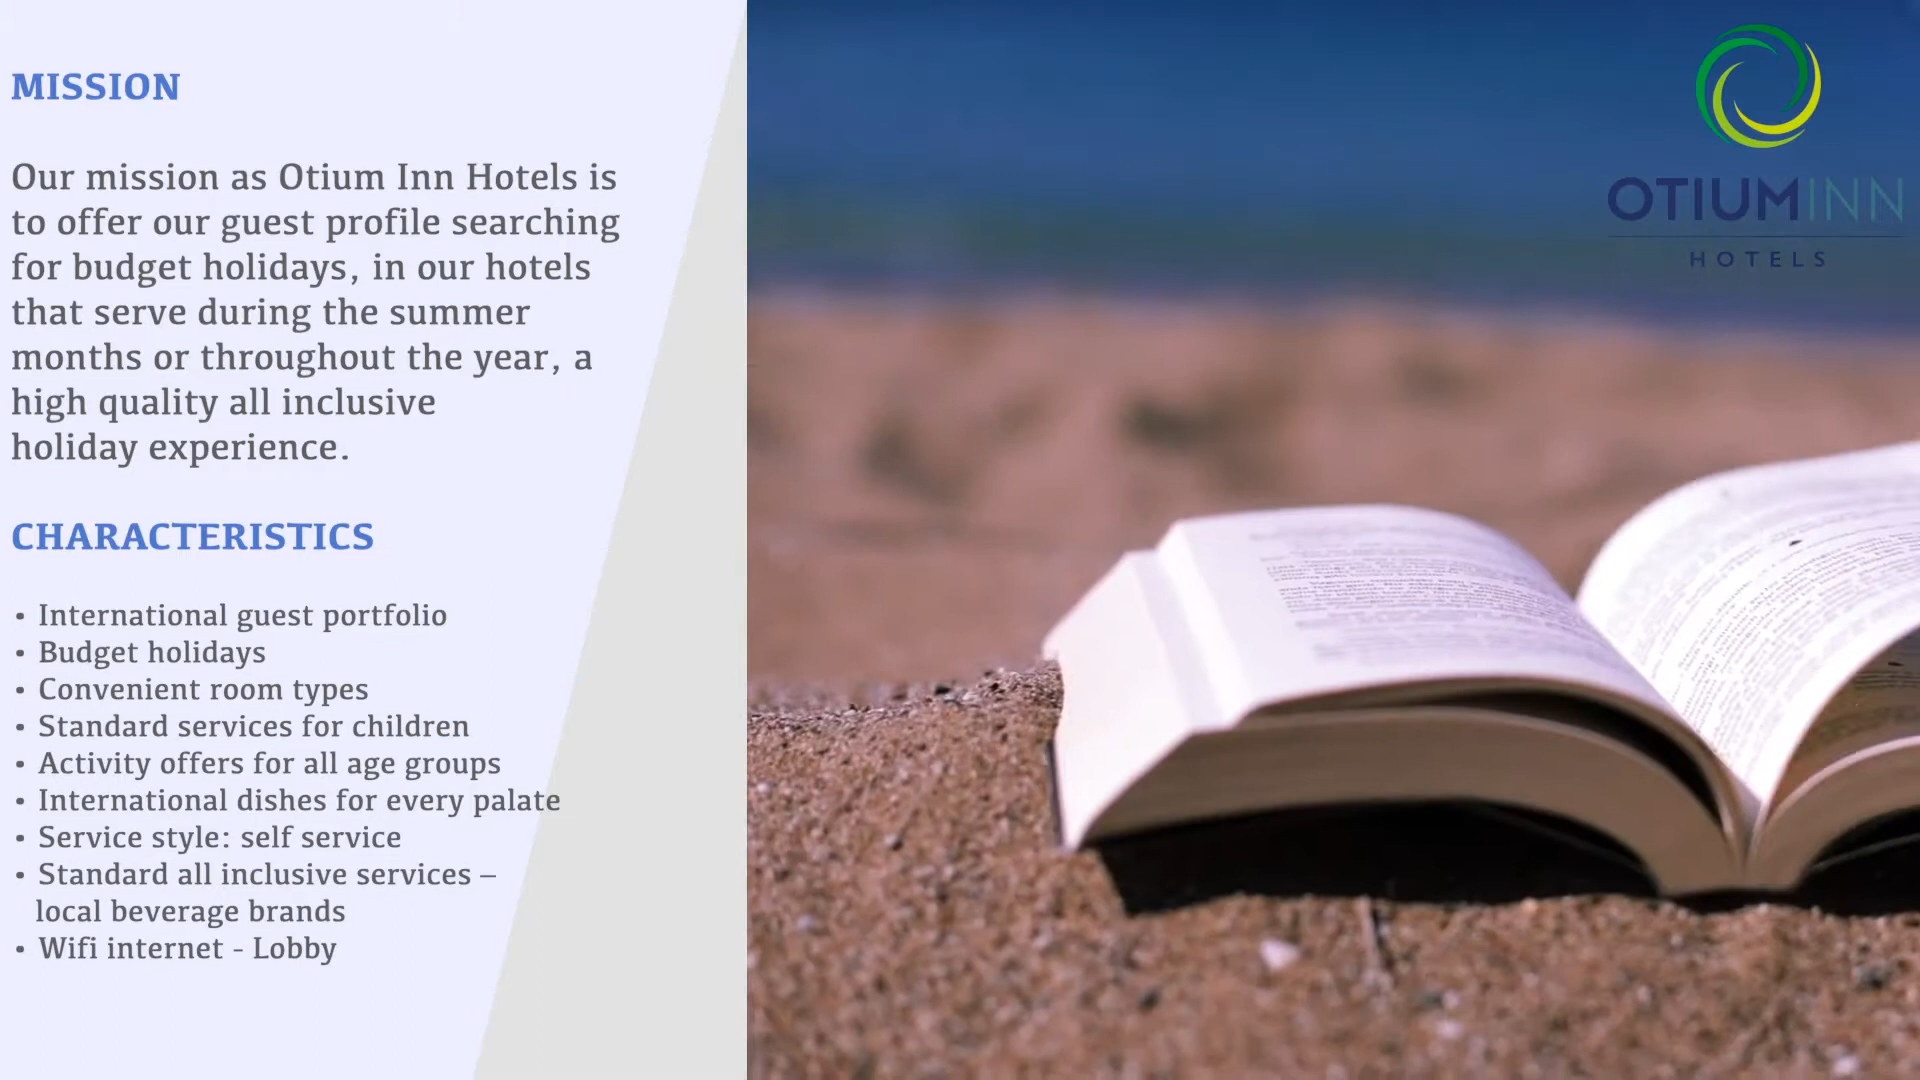 MISSION
Our mission as Otium Inn Hotels is
to offer our guest profile searching
for budget holidays, in our hotels
that serve during the summer
months or throughout the year, a
high quality all inclusive
holiday experience.
CHARACTERISTICS
• International guest portfolio
• Budget holidays
• Convenient room types
• Standard services for children
• Activity offers for all age groups
• International dishes for every palate
• Service style: self service
• Standard all inclusive services –
local beverage brands
• Wifi internet - Lobby
OTIUMINN
HOTELS